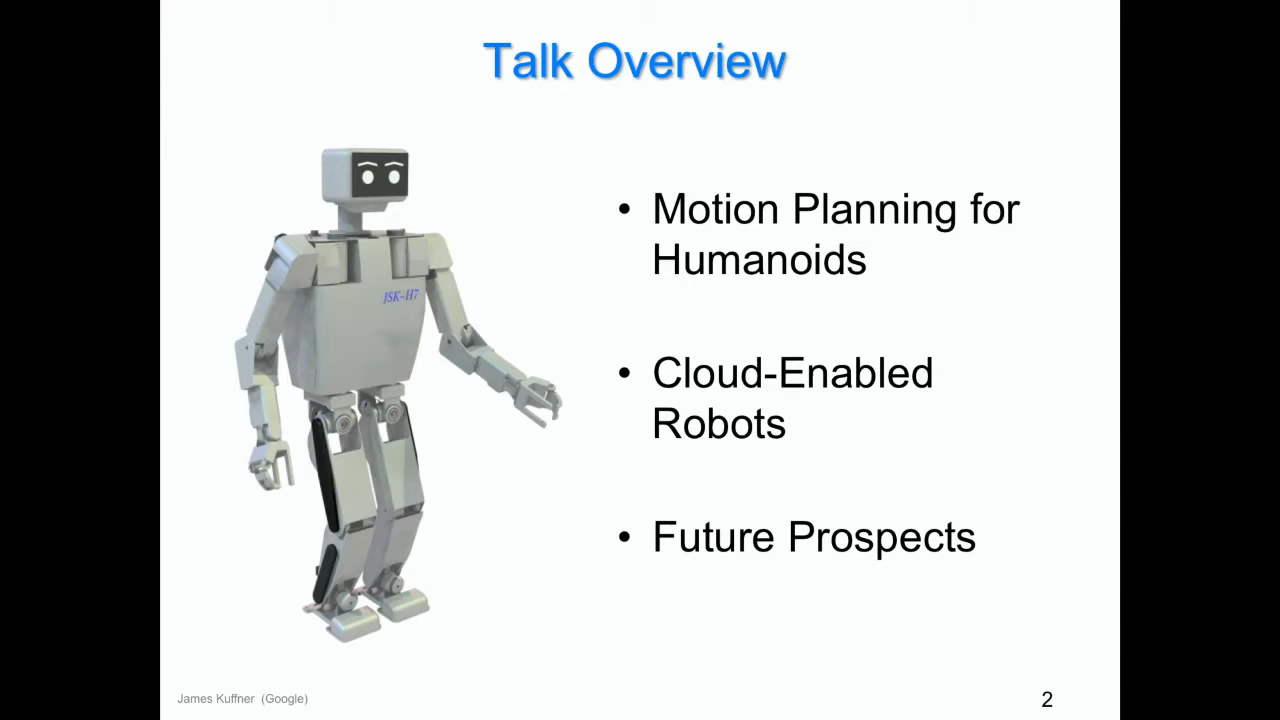 Talk Overview
JSK-H7
• Motion Planning for
Humanoids
• Cloud-Enabled
Robots
• Future Prospects
James Kuffner (Google)
2